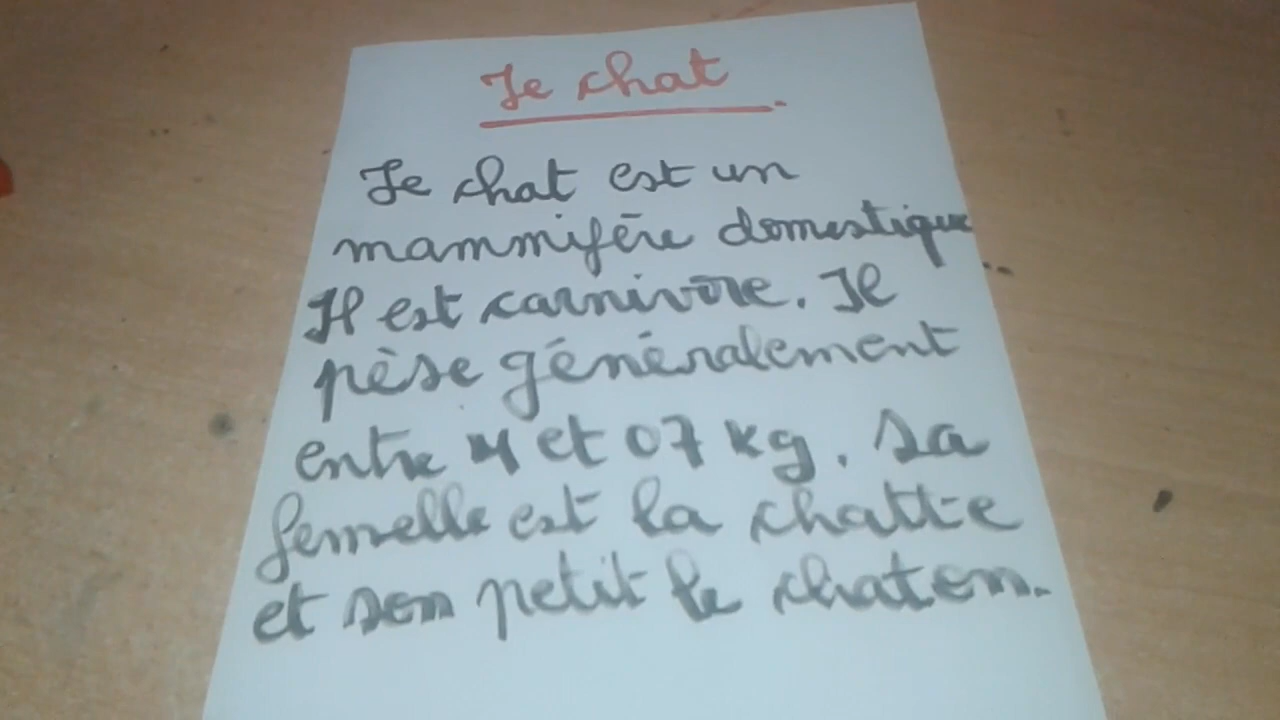 Le chat
Le chat est un
mammifère domestique
Il est carnivore. Il
pèse généralement
entre 4 et 07 kg. Sa
femelle est la chatte
et son petit le chaton.